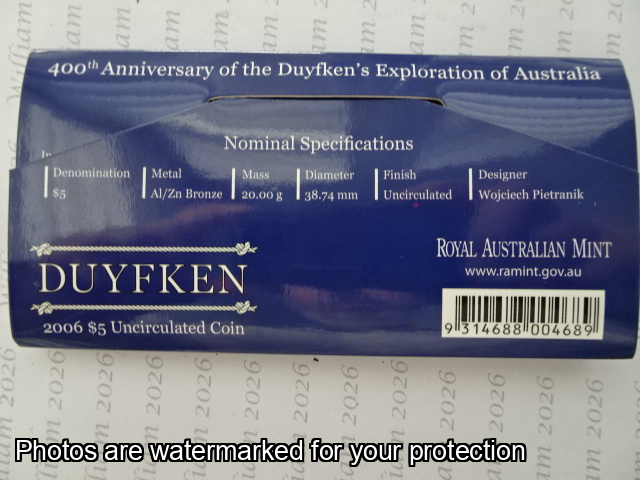 400th Anniversary of the Duyfken's Exploration of Australia
Nominal Specifications
Denomination Metal Mass Diameter Finish Designer
$5 Al/Zn Bronze 20.00 g 38.74 mm Uncirculated Wojciech Pietranik
ROYAL AUSTRALIAN MINT
www.ramint.gov.au
DUYFKEN
2006 $5 Uncirculated Coin
9 314688 004689
William 2026
Photos are watermarked for your protection